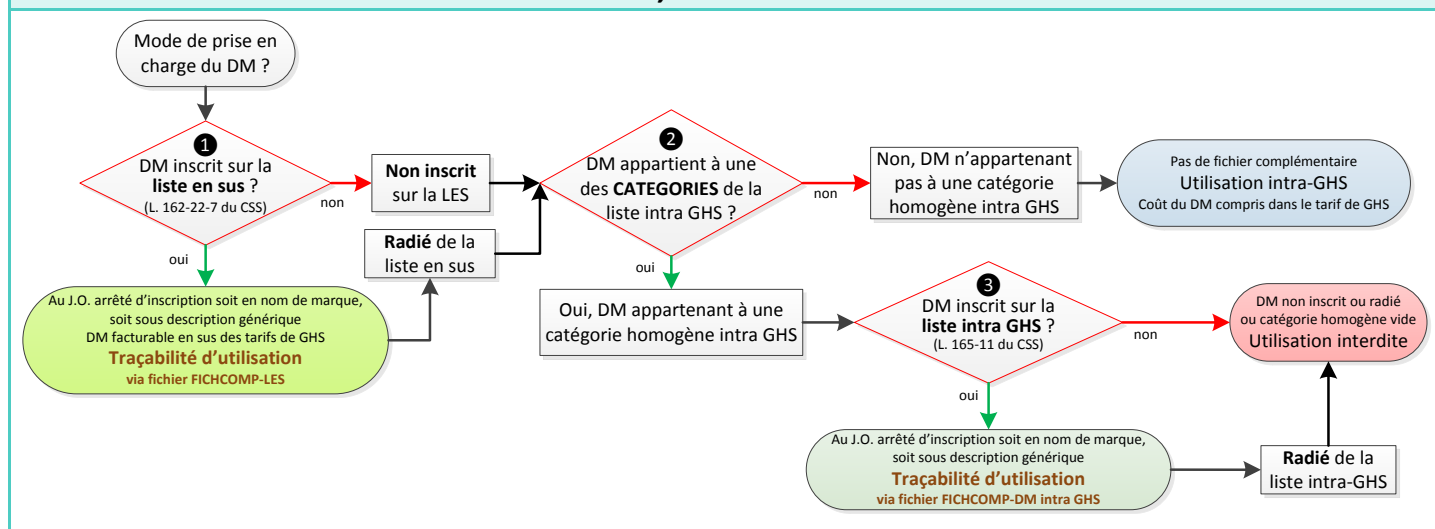 Mode de prise en
charge du DM ?
❶
DM inscrit sur la
liste en sus ?
(L. 162-22-7 du CSS)
non
oui
Non inscrit
sur la LES
Radié de la
liste en sus
Au J.O. arrêté d’inscription soit en nom de marque,
soit sous description générique
DM facturable en sus des tarifs de GHS
Traçabilité d’utilisation
via fichier FICHCOMP-LES
❷
DM appartient à une
des CATEGORIES de la
liste intra GHS ?
non
oui
Non, DM n’appartenant
pas à une catégorie
homogène intra GHS
Pas de fichier complémentaire
Utilisation intra-GHS
Coût du DM compris dans le tarif de GHS
Oui, DM appartenant à une
catégorie homogène intra GHS
❸
DM inscrit sur la
liste intra GHS ?
(L. 165-11 du CSS)
non
oui
DM non inscrit ou radié
ou catégorie homogène vide
Utilisation interdite
Au J.O. arrêté d’inscription soit en nom de marque,
soit sous description générique
Traçabilité d’utilisation
via fichier FICHCOMP-DM intra GHS
Radié de la
liste intra-GHS